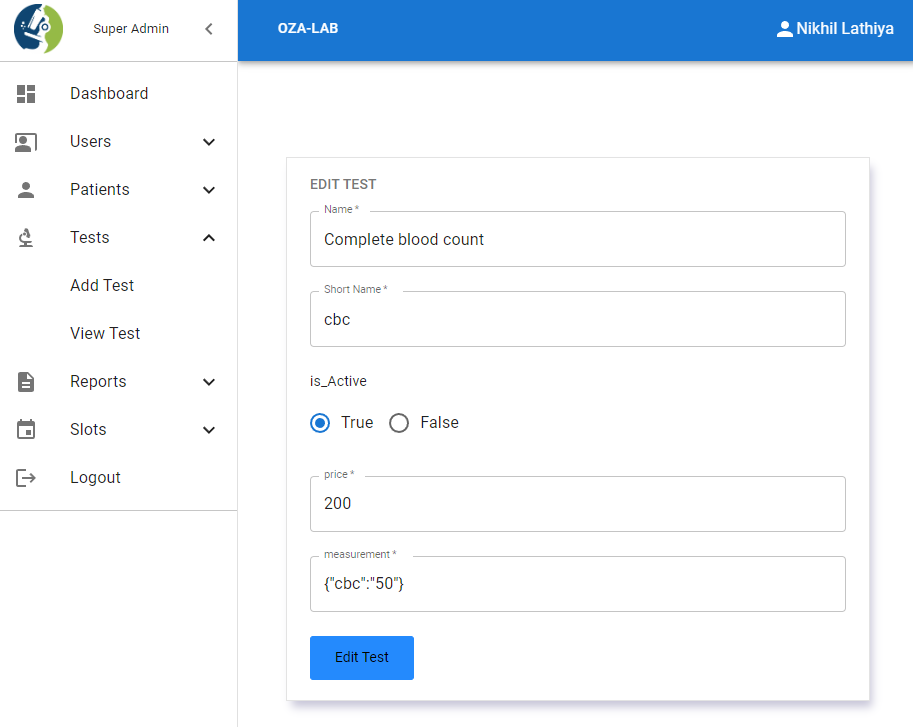 Super Admin
OZA-LAB
Nikhil Lathiya
Dashboard
Users
Patients
Tests
Add Test
View Test
Reports
Slots
Logout
EDIT TEST
Name *
Complete blood count
Short Name *
cbc
is_Active
True False
price *
200
measurement *
{"cbc":"50"}
Edit Test